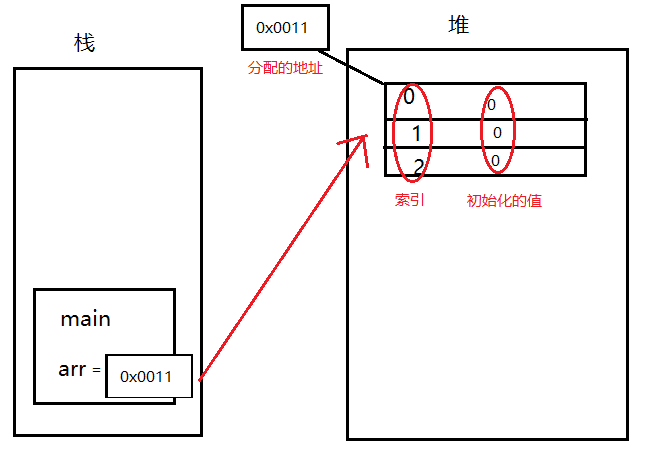 栈
0x0011
分配的地址
堆
0 0
1 0
2 0
索引 初始化的值
main
arr = 0x0011